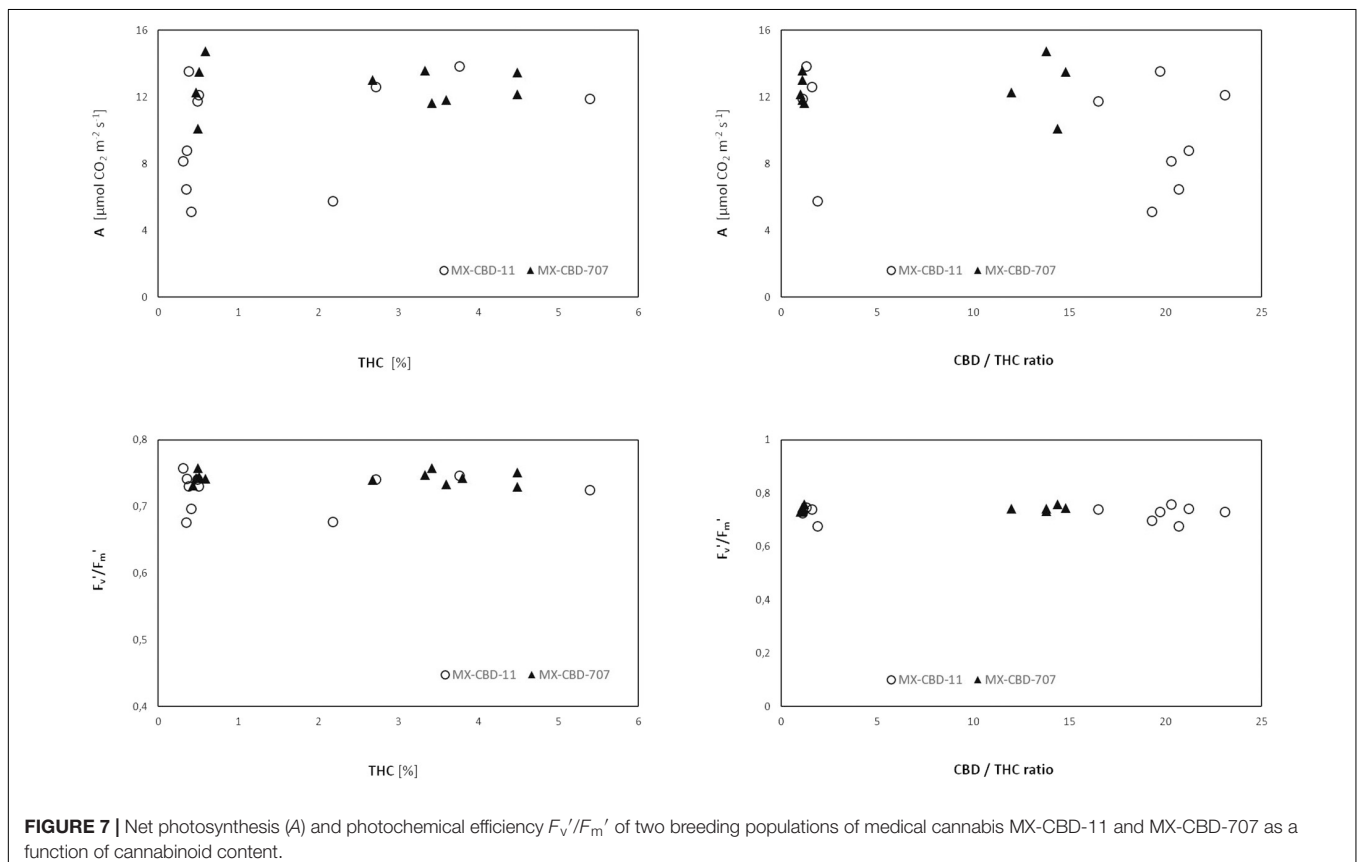 16
12
8
4
0
A [µmol CO₂ m⁻² s⁻¹]
0 1 2 3 4 5 6
THC [%]
MX-CBD-11 MX-CBD-707
16
12
8
4
0
A [µmol CO₂ m⁻² s⁻¹]
0 5 10 15 20 25
CBD / THC ratio
MX-CBD-11 MX-CBD-707
0,8
0,7
0,6
0,5
0,4
Fv'/Fm'
0 1 2 3 4 5 6
THC [%]
MX-CBD-11 MX-CBD-707
1
0,8
0,6
0,4
0,2
0
Fv'/Fm'
0 5 10 15 20 25
CBD / THC ratio
MX-CBD-11 MX-CBD-707
FIGURE 7 | Net photosynthesis (A) and photochemical efficiency Fv′/Fm′ of two breeding populations of medical cannabis MX-CBD-11 and MX-CBD-707 as a
function of cannabinoid content.